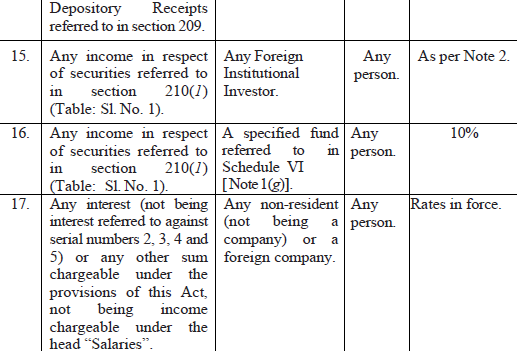 Depository Receipts
referred to in section 209.
15. Any income in respect of securities referred to in section 210(1) (Table: Sl. No. 1). Any Foreign Institutional Investor. Any person. As per Note 2.
16. Any income in respect of securities referred to in section 210(1) (Table: Sl. No. 1). A specified fund referred to in Schedule VI [Note 1(g)]. Any person. 10%
17. Any interest (not being interest referred to against serial numbers 2, 3, 4 and 5) or any other sum chargeable under the provisions of this Act, not being income chargeable under the head “Salaries”. Any non-resident (not being a company) or a foreign company. Any person. Rates in force.